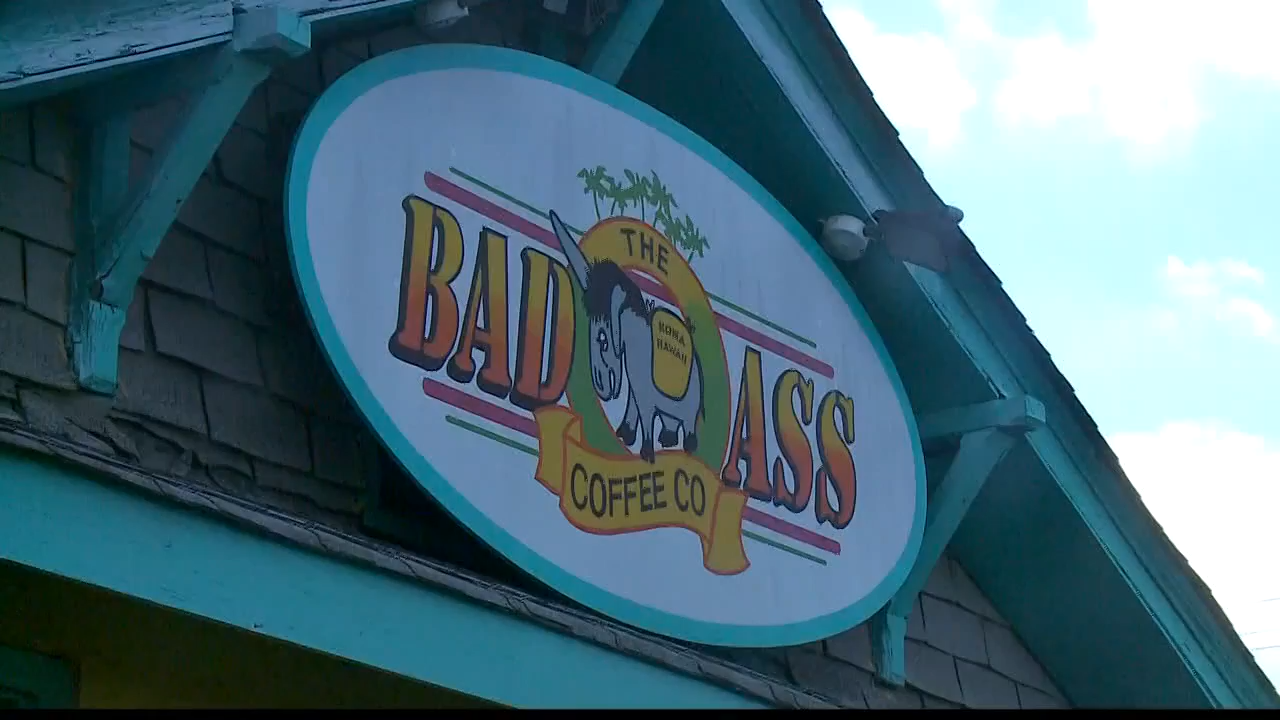 THE
BAD ASS
KONA
HAWAII
COFFEE CO